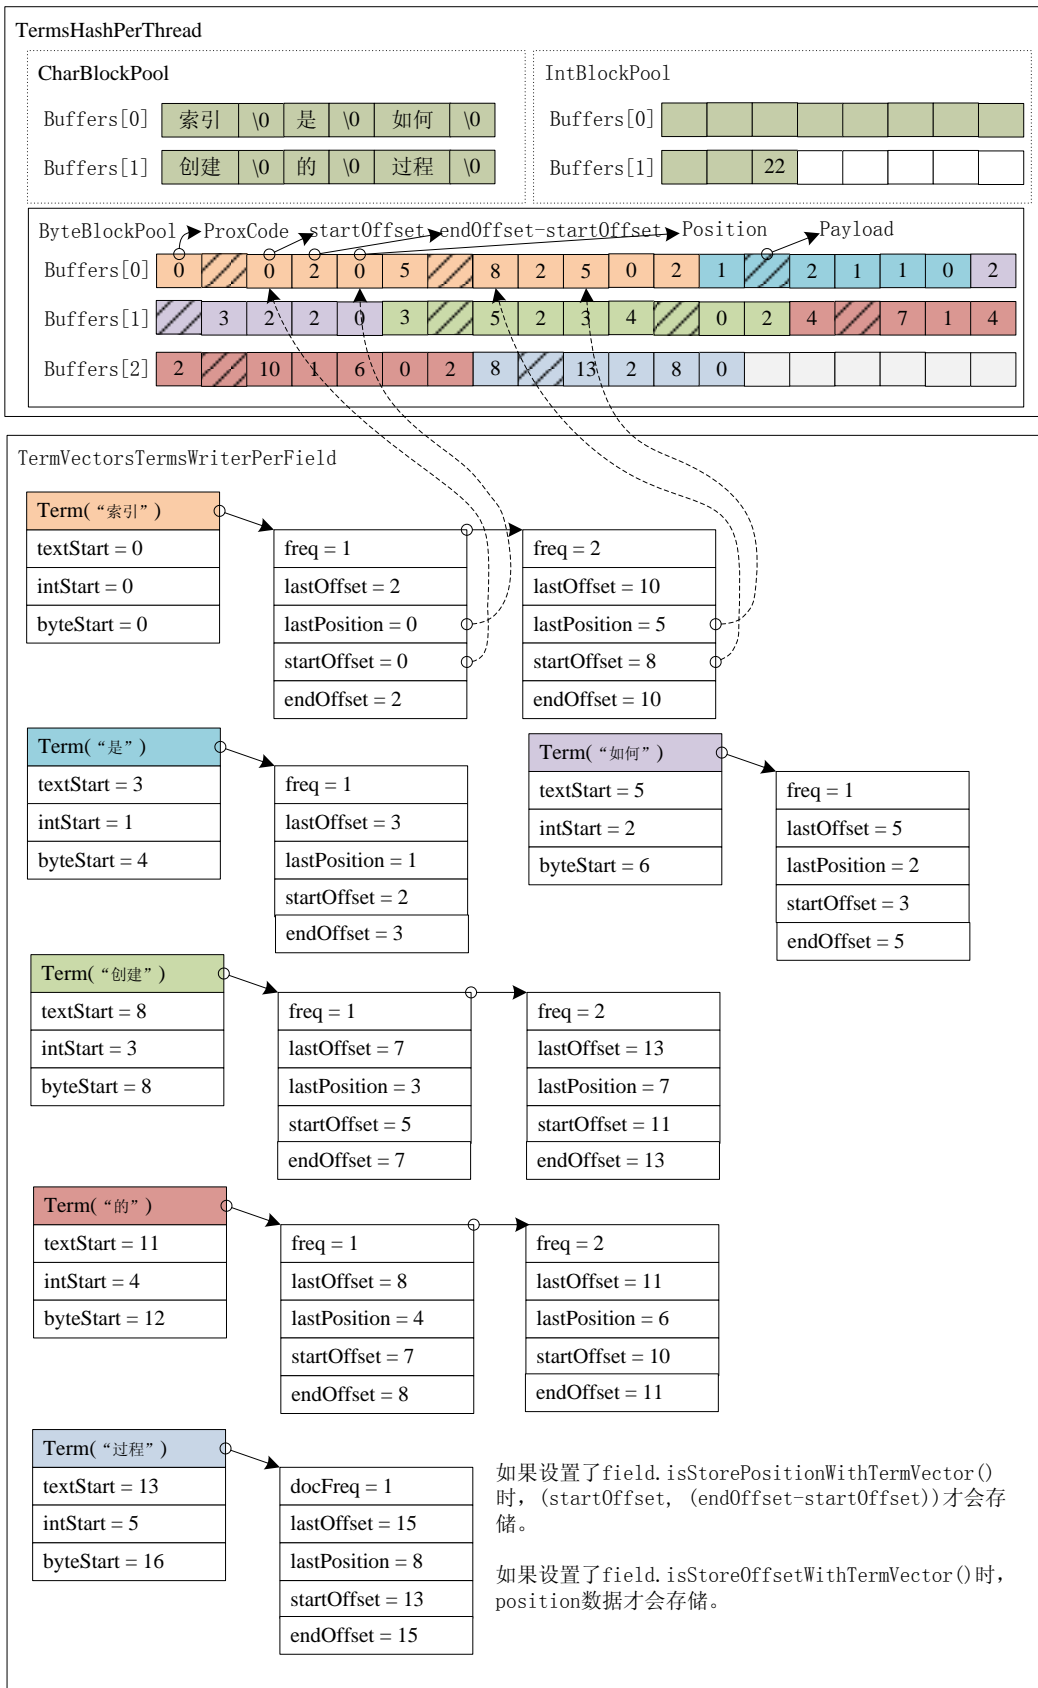 TermsHashPerThread
CharBlockPool
Buffers[0] 索引 \0 是 \0 如何 \0
Buffers[1] 创建 \0 的 \0 过程 \0
IntBlockPool
Buffers[0]
Buffers[1] 22
ByteBlockPool ProxCode startOffset endOffset-startOffset Position Payload
Buffers[0] 0 0 2 0 5 8 2 5 0 2 1 2 1 1 0 2
Buffers[1] 3 2 2 0 3 5 2 3 4 0 2 4 7 1 4
Buffers[2] 2 10 1 6 0 2 8 13 2 8 0
TermVectorsTermsWriterPerField
Term(“索引”)
textStart = 0
intStart = 0
byteStart = 0
freq = 1
lastOffset = 2
lastPosition = 0
startOffset = 0
endOffset = 2
freq = 2
lastOffset = 10
lastPosition = 5
startOffset = 8
endOffset = 10
Term(“是”)
textStart = 3
intStart = 1
byteStart = 4
freq = 1
lastOffset = 3
lastPosition = 1
startOffset = 2
endOffset = 3
Term(“如何”)
textStart = 5
intStart = 2
byteStart = 6
freq = 1
lastOffset = 5
lastPosition = 2
startOffset = 3
endOffset = 5
Term(“创建”)
textStart = 8
intStart = 3
byteStart = 8
freq = 1
lastOffset = 7
lastPosition = 3
startOffset = 5
endOffset = 7
freq = 2
lastOffset = 13
lastPosition = 7
startOffset = 11
endOffset = 13
Term(“的”)
textStart = 11
intStart = 4
byteStart = 12
freq = 1
lastOffset = 8
lastPosition = 4
startOffset = 7
endOffset = 8
freq = 2
lastOffset = 11
lastPosition = 6
startOffset = 10
endOffset = 11
Term(“过程”)
textStart = 13
intStart = 5
byteStart = 16
docFreq = 1
lastOffset = 15
lastPosition = 8
startOffset = 13
endOffset = 15
如果设置了field.isStorePositionWithTermVector()
时，(startOffset, (endOffset-startOffset))才会存
储。
如果设置了field.isStoreOffsetWithTermVector()时，
position数据才会存储。